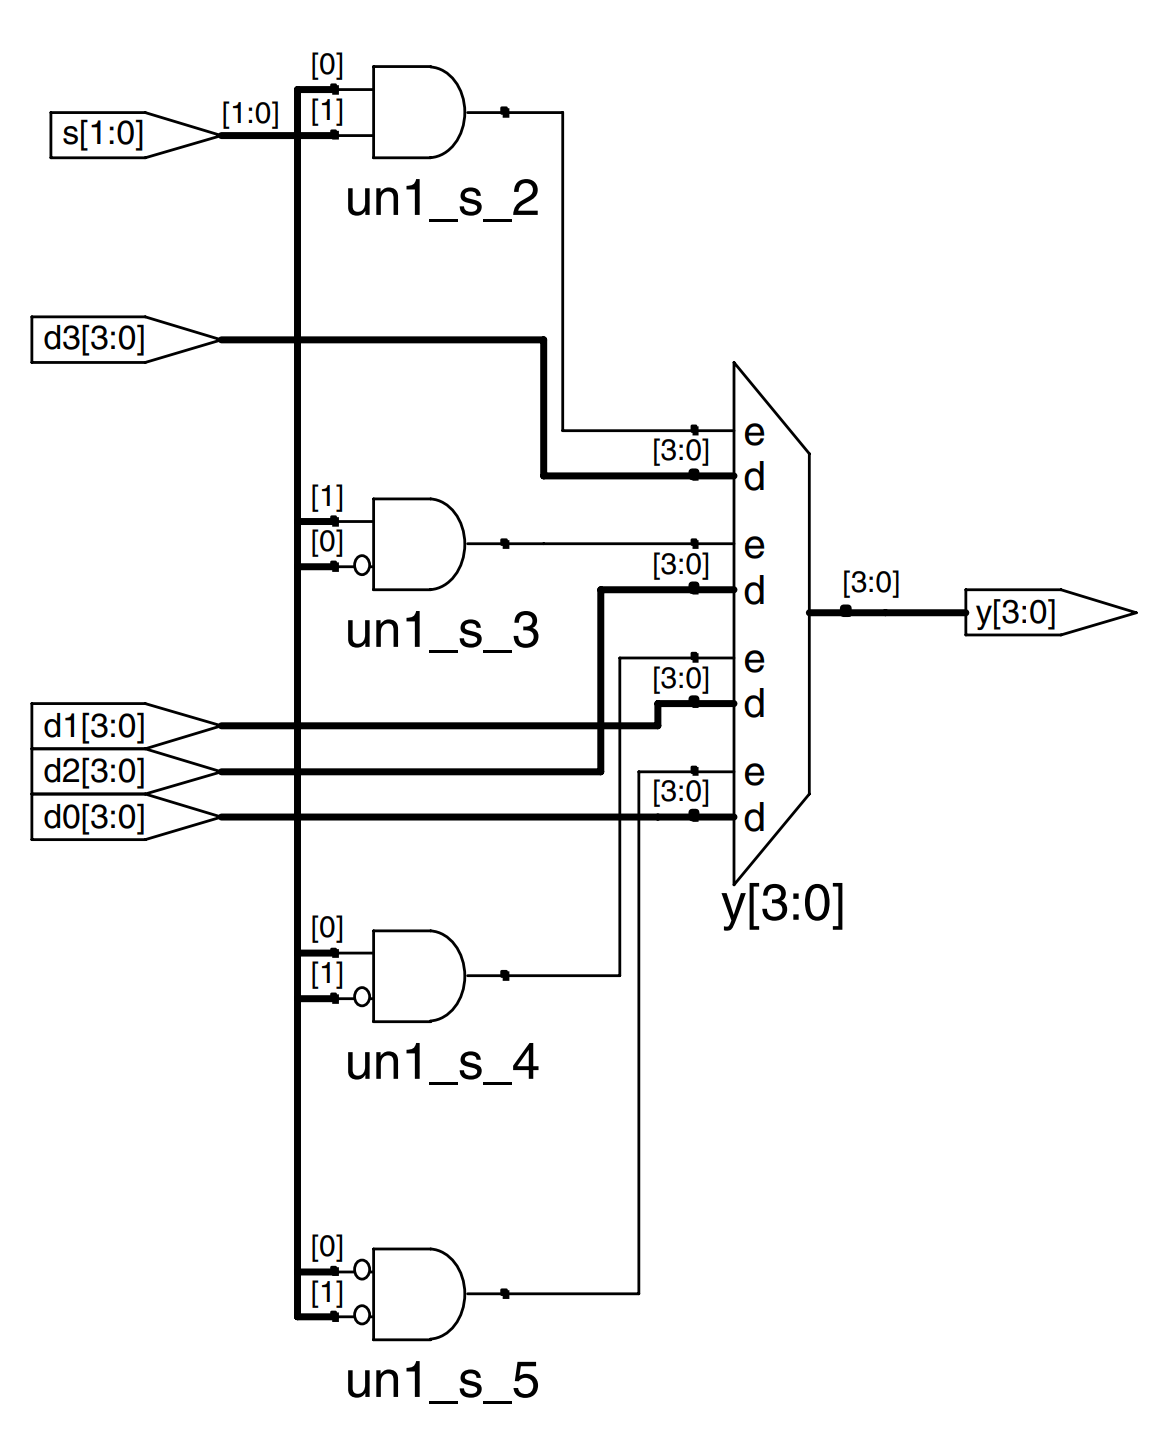 [0]
s[1:0]
[1:0]
[1]
un1_s_2
d3[3:0]
e
[3:0]
d
[1]
[0]
e
[3:0]
d
un1_s_3
[3:0]
y[3:0]
e
[3:0]
d
d1[3:0]
d2[3:0]
e
[3:0]
d0[3:0]
d
y[3:0]
[0]
[1]
un1_s_4
[0]
[1]
un1_s_5